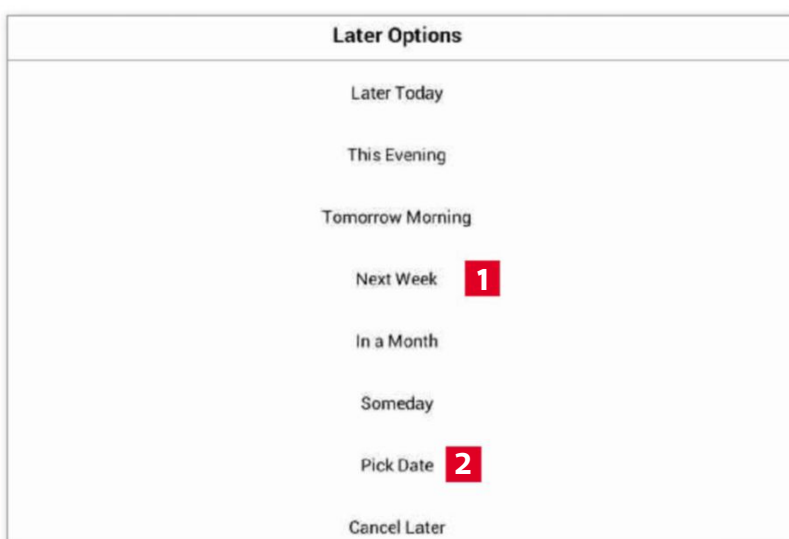 Later Options
Later Today
This Evening
Tomorrow Morning
Next Week 1
In a Month
Someday
Pick Date 2
Cancel Later